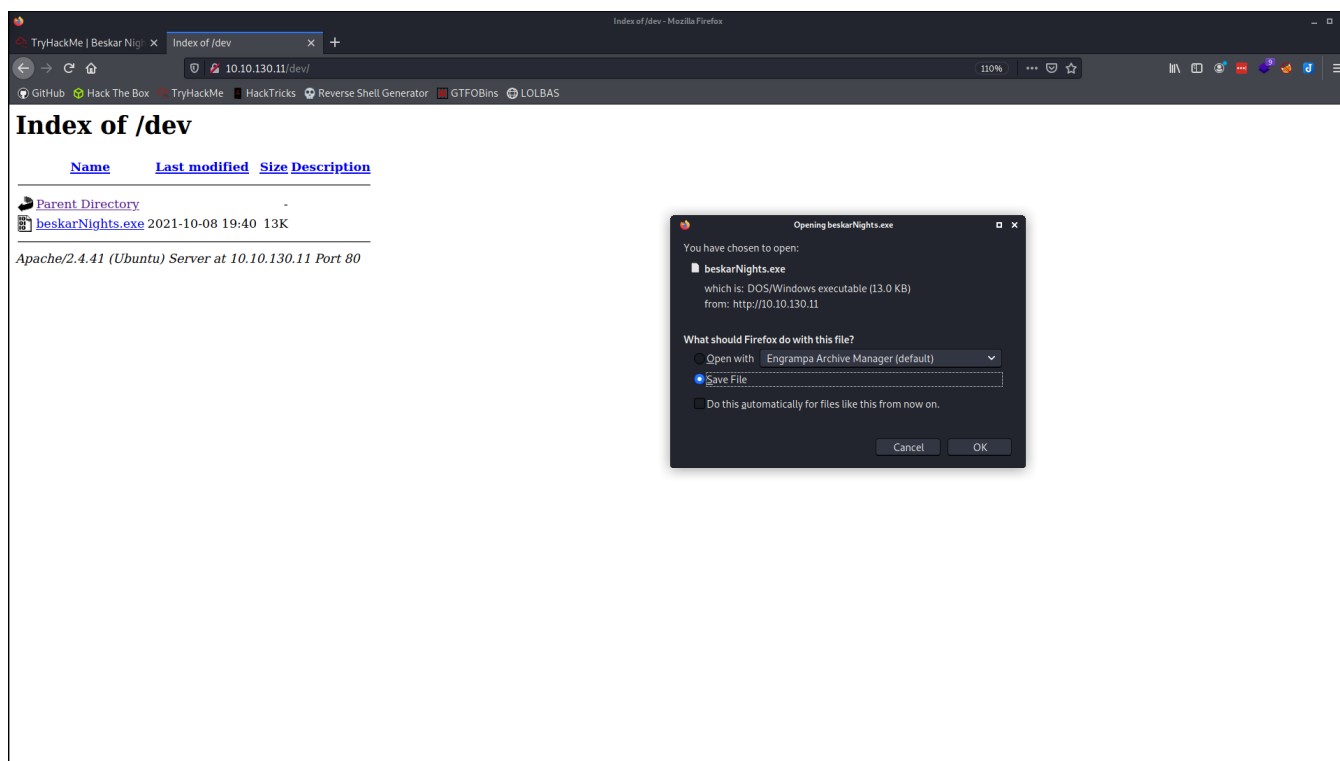 Index of /dev - Mozilla Firefox
TryHackMe | Beskar Nigh
Index of /dev
10.10.130.11/dev/
110%
9
GitHub Hack The Box TryHackMe HackTricks Reverse Shell Generator GTFOBins LOLBAS
Index of /dev
Name Last modified Size Description
Parent Directory -
beskarNights.exe 2021-10-08 19:40 13K
Apache/2.4.41 (Ubuntu) Server at 10.10.130.11 Port 80
Opening beskarNights.exe
You have chosen to open:
beskarNights.exe
which is: DOS/Windows executable (13.0 KB)
from: http://10.10.130.11
What should Firefox do with this file?
Open with Engrampa Archive Manager (default)
Save File
Do this automatically for files like this from now on.
Cancel OK